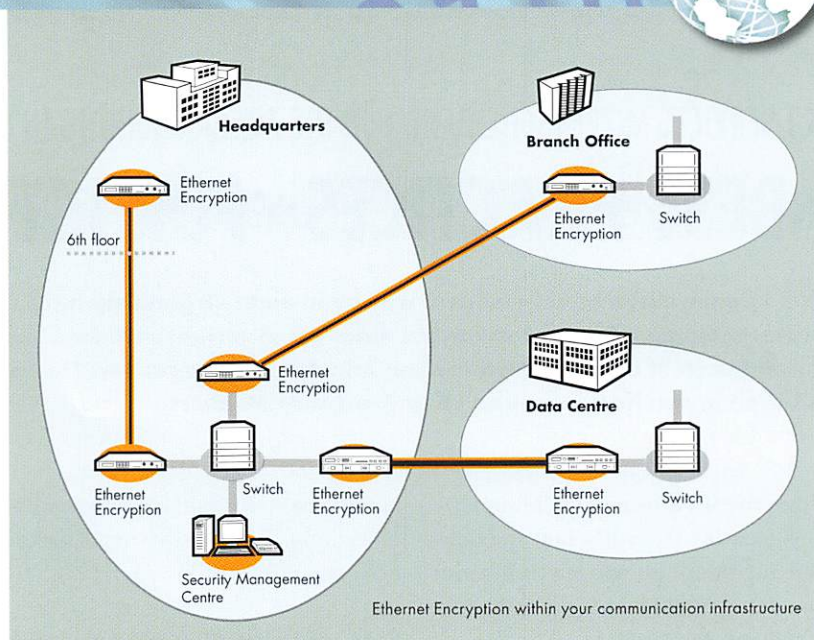 Headquarters
Ethernet
Encryption
6th floor
Ethernet
Encryption
Ethernet
Encryption
Switch
Ethernet
Encryption
Security Management
Centre
Branch Office
Ethernet
Encryption
Switch
Data Centre
Ethernet
Encryption
Switch
Ethernet Encryption within your communication infrastructure